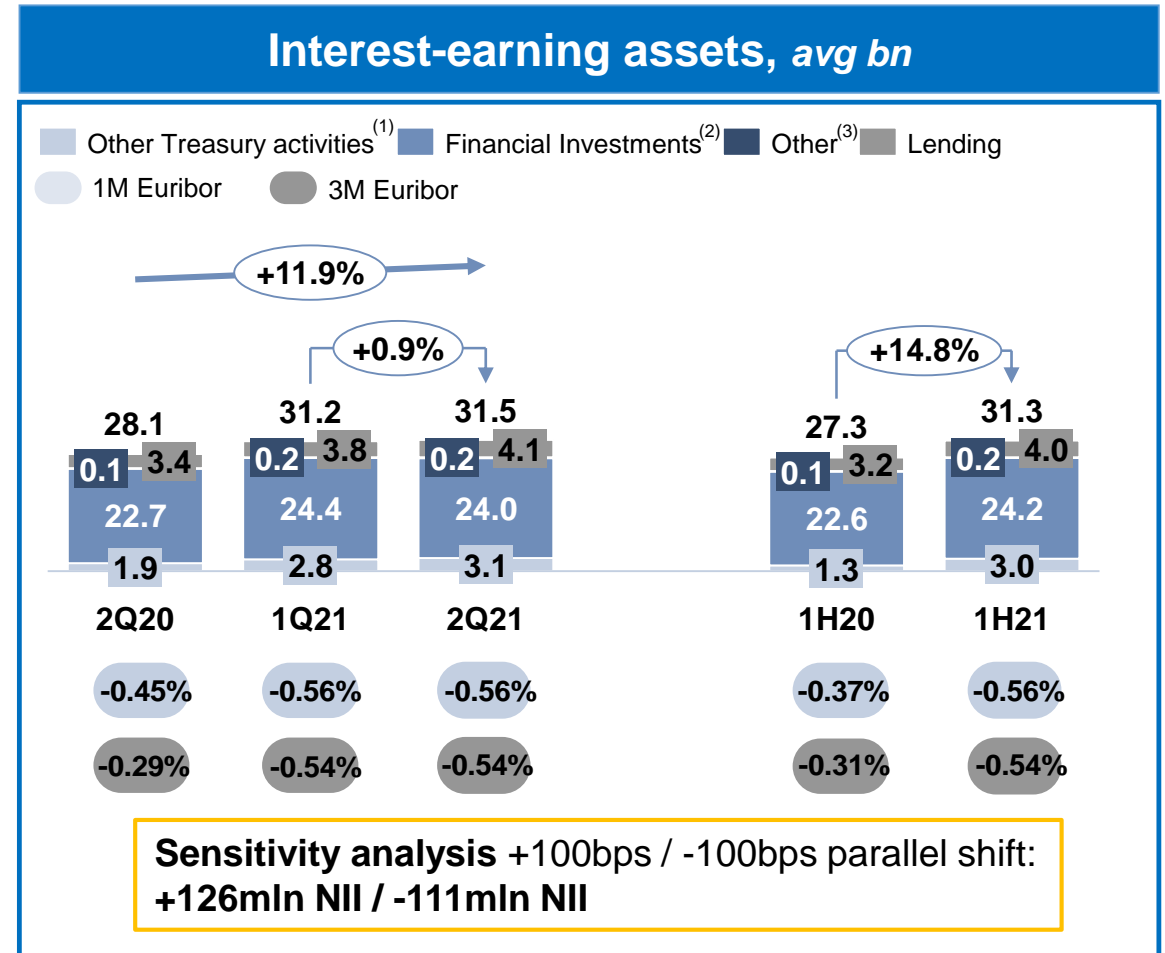 Interest-earning assets, avg bn
Other Treasury activities(1) Financial Investments(2) Other(3) Lending
1M Euribor 3M Euribor
+11.9%
+0.9% +14.8%
28.1 31.2 31.5 27.3 31.3
0.1 3.4 0.2 3.8 0.2 4.1 0.1 3.2 0.2 4.0
22.7 24.4 24.0 22.6 24.2
1.9 2.8 3.1 1.3 3.0
2Q20 1Q21 2Q21 1H20 1H21
-0.45% -0.56% -0.56% -0.37% -0.56%
-0.29% -0.54% -0.54% -0.31% -0.54%
Sensitivity analysis +100bps / -100bps parallel shift:
+126mln NII / -111mln NII